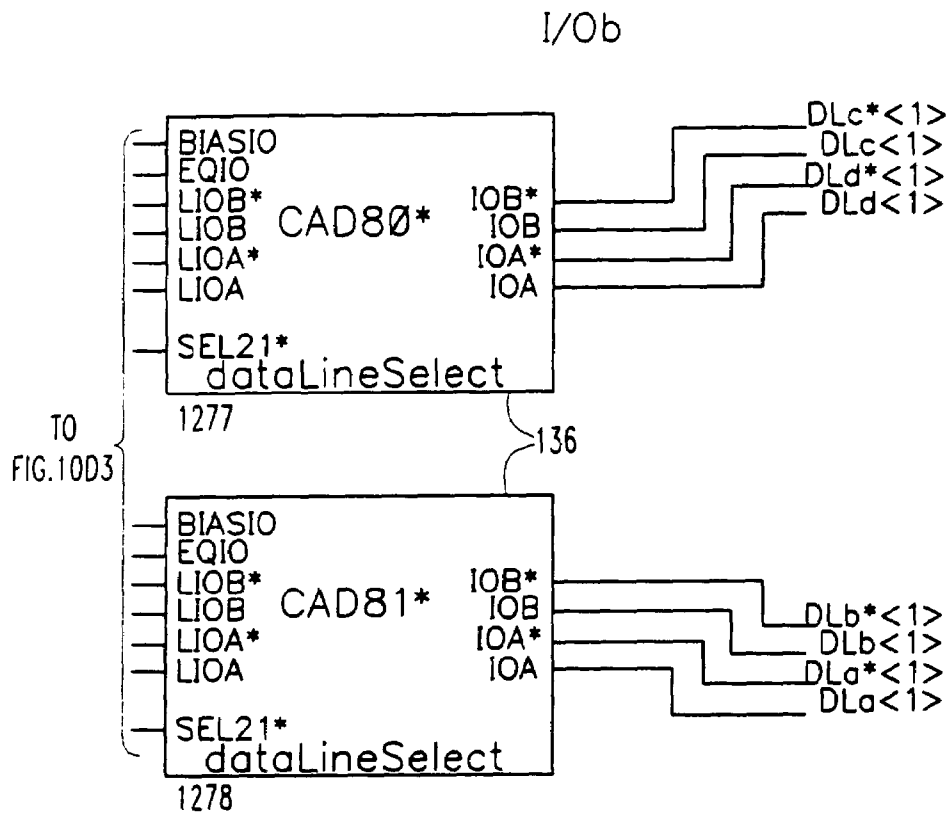 I/Ob
BIASIO
EQIO
LIOB*
LIOB
LIOA*
LIOA
SEL21*
CAD80*
dataLineSelect
IOB*
IOB
IOA*
IOA
DLc*<1>
DLc<1>
DLd*<1>
DLd<1>
1277
136
TO
FIG.10D3
BIASIO
EQIO
LIOB*
LIOB
LIOA*
LIOA
SEL21*
CAD81*
dataLineSelect
IOB*
IOB
IOA*
IOA
DLb*<1>
DLb<1>
DLa*<1>
DLa<1>
1278